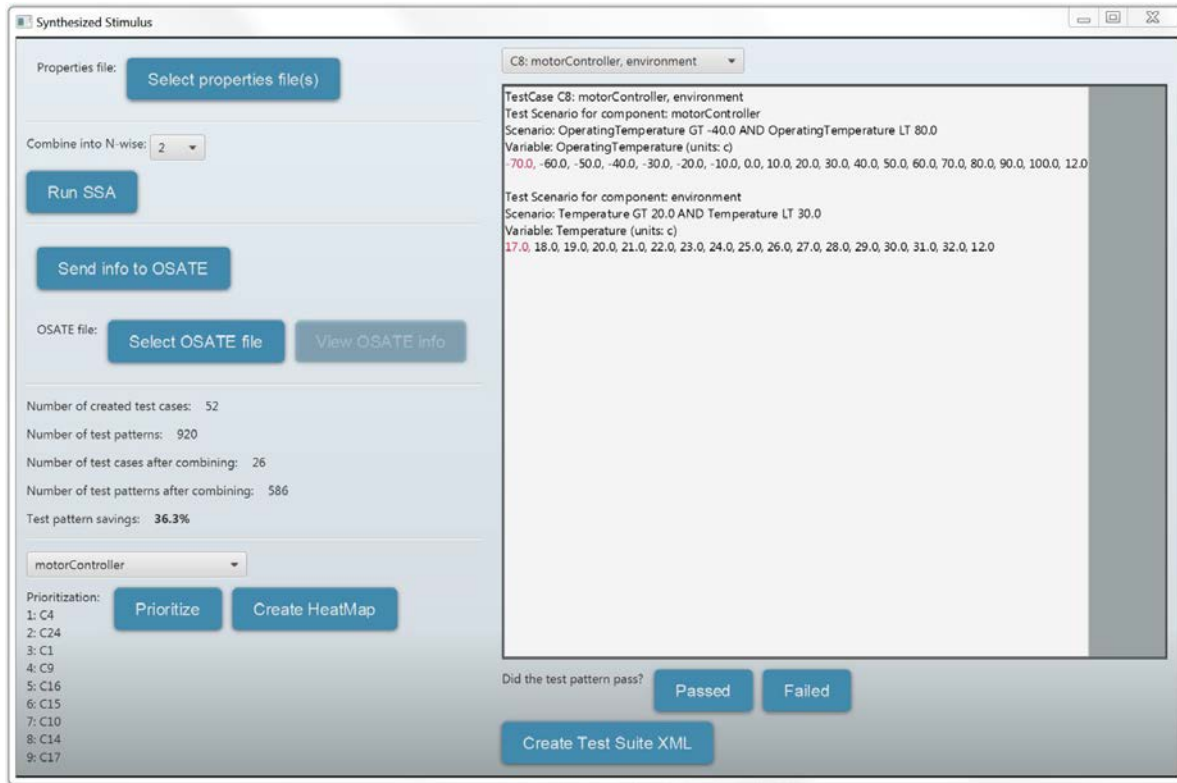 Synthesized Stimulus
Properties file:
Select properties file(s)
Combine into N-wise:
2
Run SSA
Send info to OSATE
OSATE file:
Select OSATE file
View OSATE info
Number of created test cases: 52
Number of test patterns: 920
Number of test cases after combining: 26
Number of test patterns after combining: 586
Test pattern savings: 36.3%
motorController
Prioritization:
Prioritize
Create HeatMap
1: C4
2: C24
3: C1
4: C9
5: C16
6: C15
7: C10
8: C14
9: C17
C8: motorController, environment
TestCase C8: motorController, environment
Test Scenario for component: motorController
Scenario: OperatingTemperature GT -40.0 AND OperatingTemperature LT 80.0
Variable: OperatingTemperature (units: c)
-70.0, -60.0, -50.0, -40.0, -30.0, -20.0, -10.0, 0.0, 10.0, 20.0, 30.0, 40.0, 50.0, 60.0, 70.0, 80.0, 90.0, 100.0, 12.0
Test Scenario for component: environment
Scenario: Temperature GT 20.0 AND Temperature LT 30.0
Variable: Temperature (units: c)
17.0, 18.0, 19.0, 20.0, 21.0, 22.0, 23.0, 24.0, 25.0, 26.0, 27.0, 28.0, 29.0, 30.0, 31.0, 32.0, 12.0
Did the test pattern pass?
Passed
Failed
Create Test Suite XML